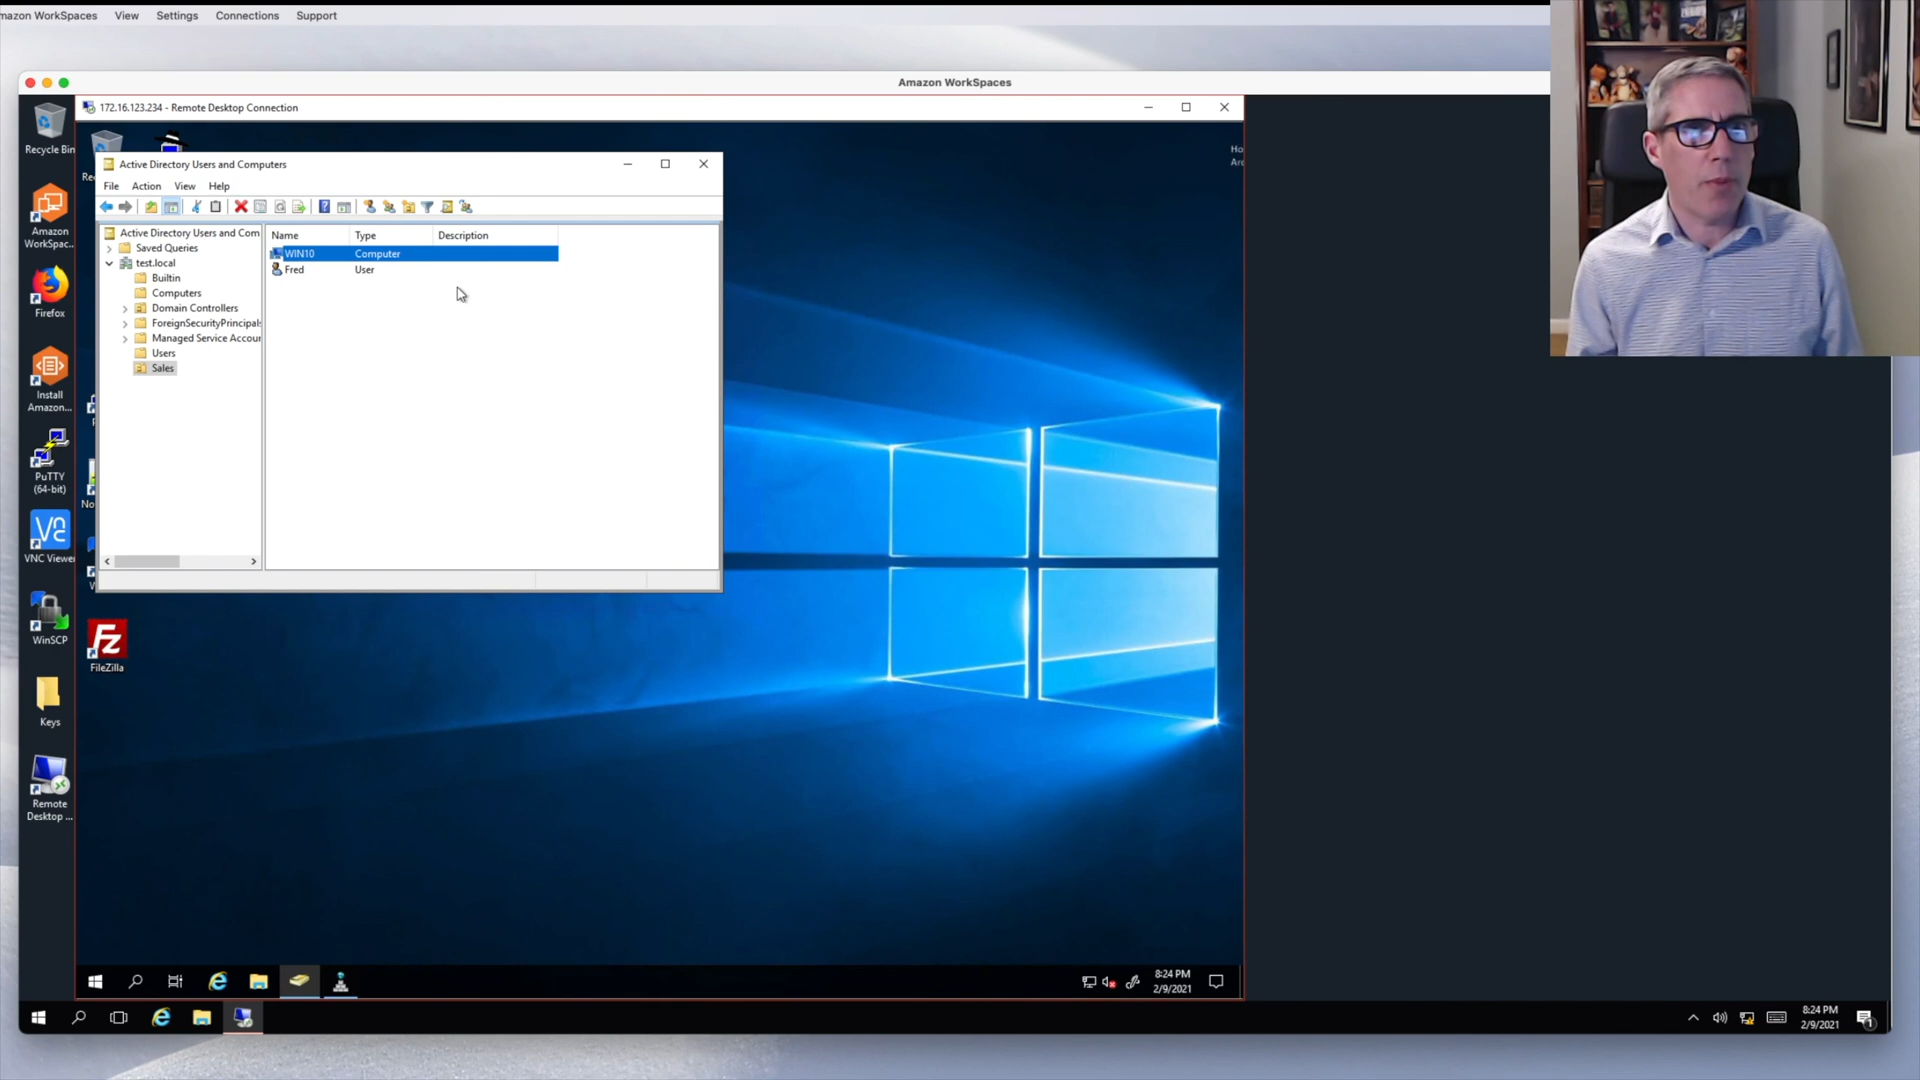 mazon WorkSpaces View Settings Connections Support
Amazon WorkSpaces
172.16.123.234 - Remote Desktop Connection
Recycle Bin
Active Directory Users and Computers
File Action View Help
Active Directory Users and Com
Saved Queries
test.local
Builtin
Computers
Domain Controllers
ForeignSecurityPrincipals
Managed Service Accour
Users
Sales
Name Type Description
WIN10 Computer
Fred User
Amazon
WorkSpac...
Firefox
Install
Amazon...
PuTTY
(64-bit)
VNC Viewer
WinSCP
Keys
Remote
Desktop ...
Fz
FileZilla
8:24 PM
2/9/2021
8:24 PM
2/9/2021
1